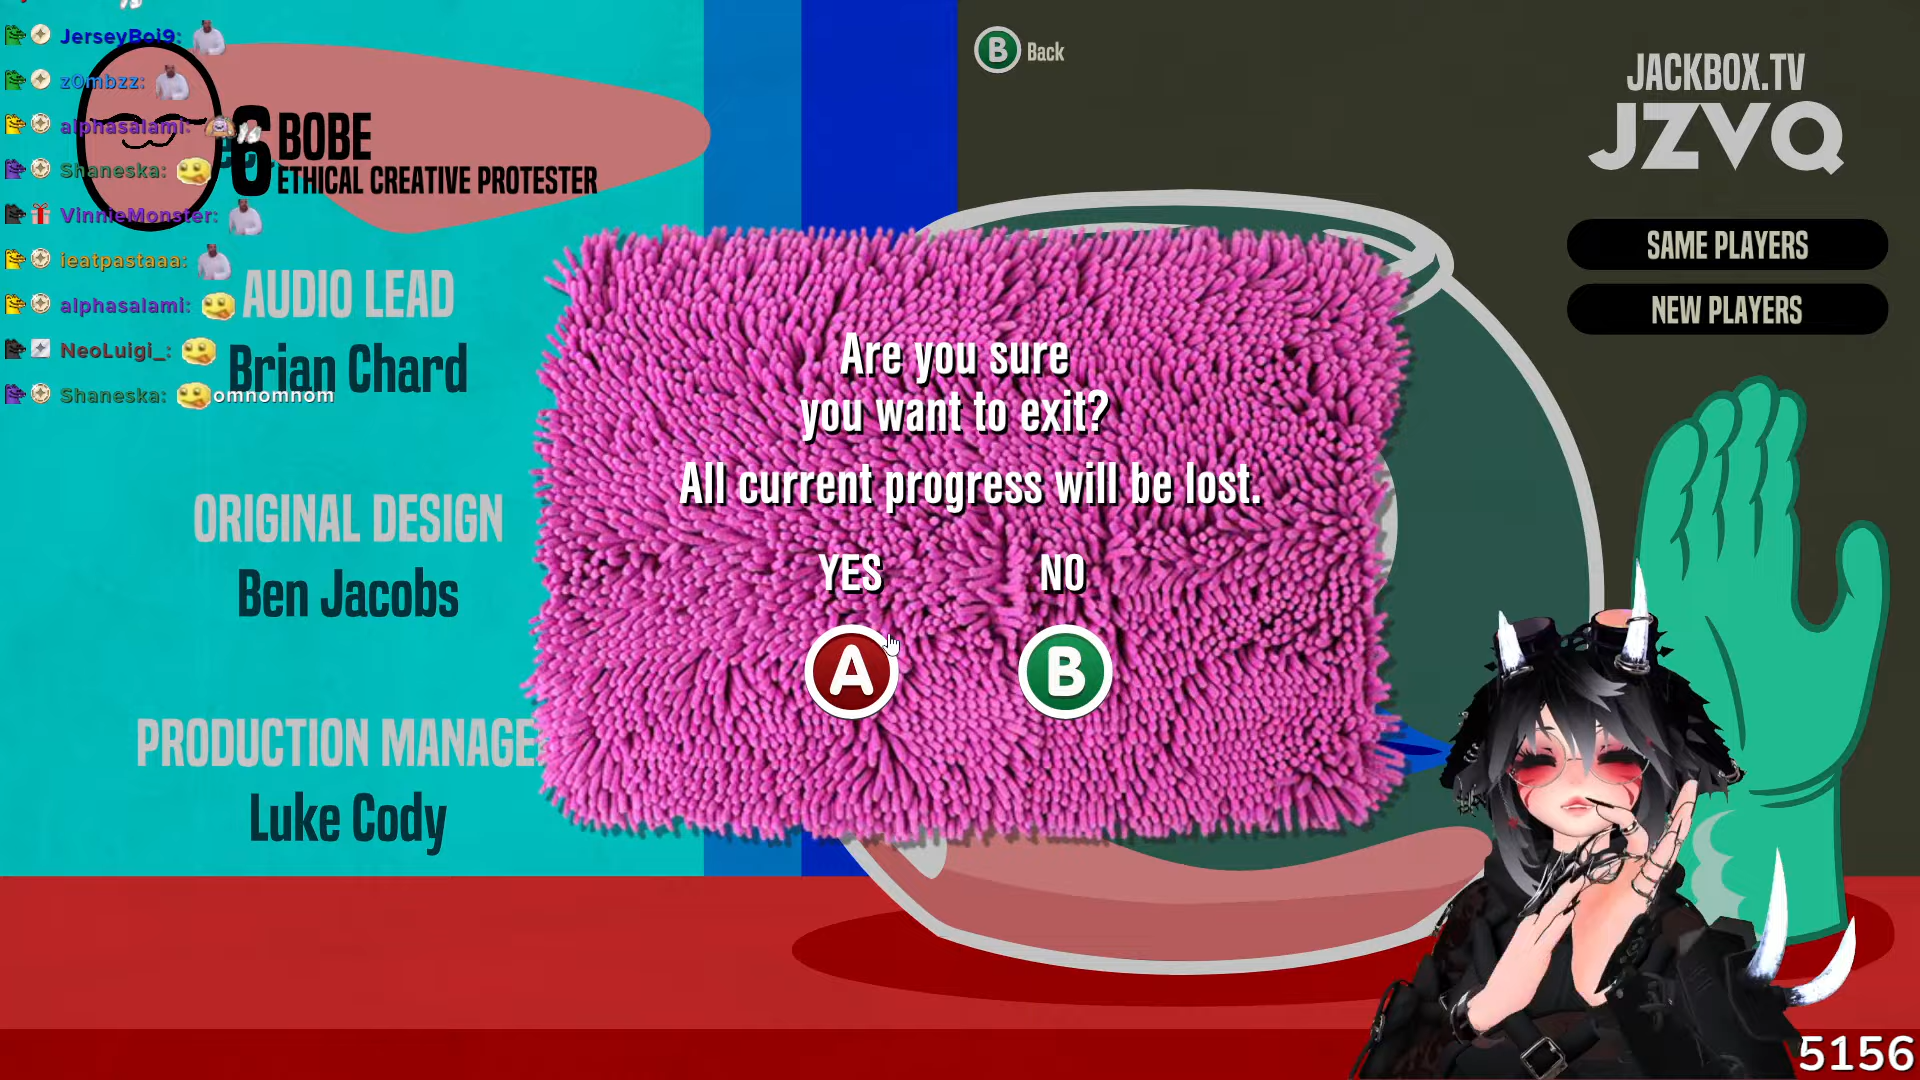 JerseyBoi9:
z0mbzz:
alphasalami:
Shaneska:
VinnieMonster:
ieatpastaaa:
alphasalami:
NeoLuigi_:
Shaneska: omnomnom
6 BOBE
ETHICAL CREATIVE PROTESTER
AUDIO LEAD
Brian Chard
ORIGINAL DESIGN
Ben Jacobs
PRODUCTION MANAGE
Luke Cody
B Back
Are you sure
you want to exit?
All current progress will be lost.
YES NO
A B
JACKBOX.TV
JZVQ
SAME PLAYERS
NEW PLAYERS
5156